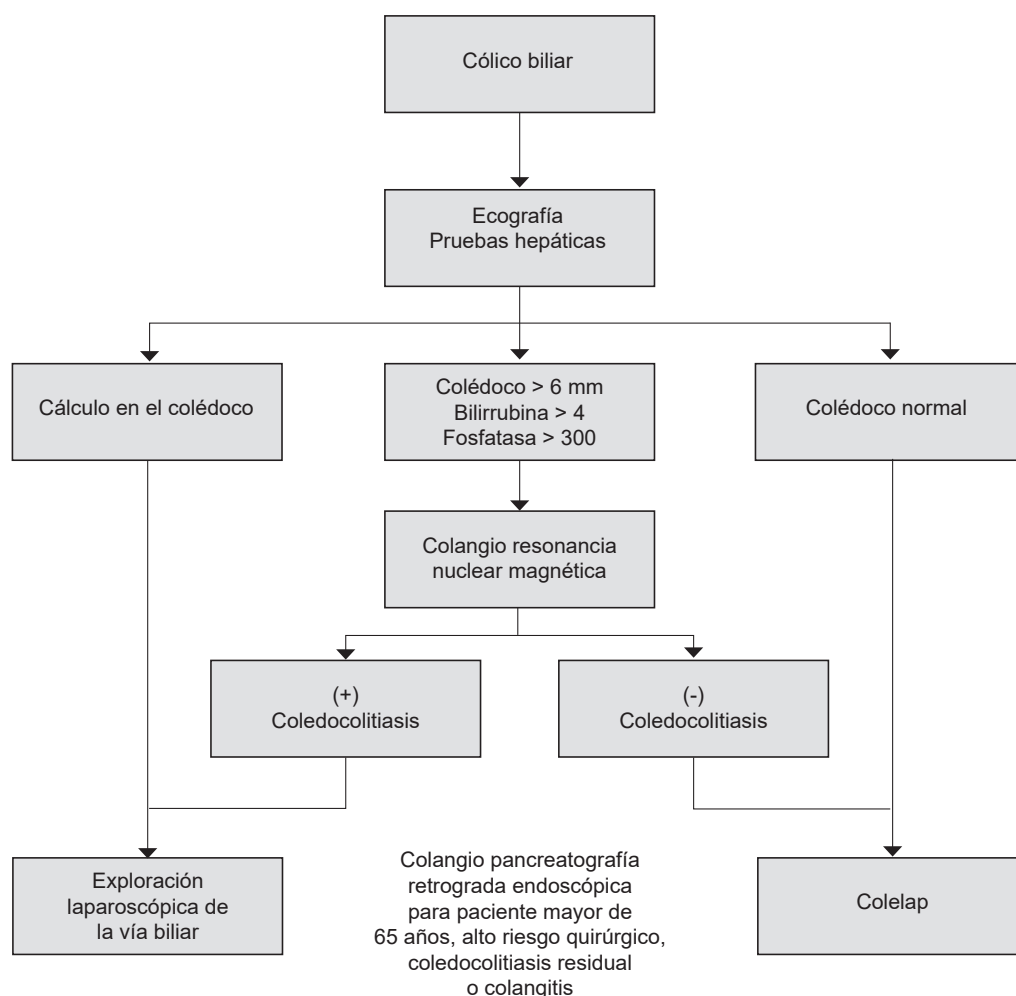 Cólico biliar
Ecografía
Pruebas hepáticas
Cálculo en el colédoco
Colédoco > 6 mm
Bilirrubina > 4
Fosfatasa > 300
Colédoco normal
Colangio resonancia
nuclear magnética
(+)
Coledocolitiasis
(-)
Coledocolitiasis
Exploración
laparoscópica de
la vía biliar
Colangio pancreatografía
retrograda endoscópica
para paciente mayor de
65 años, alto riesgo quirúrgico,
coledocolitiasis residual
o colangitis
Colelap